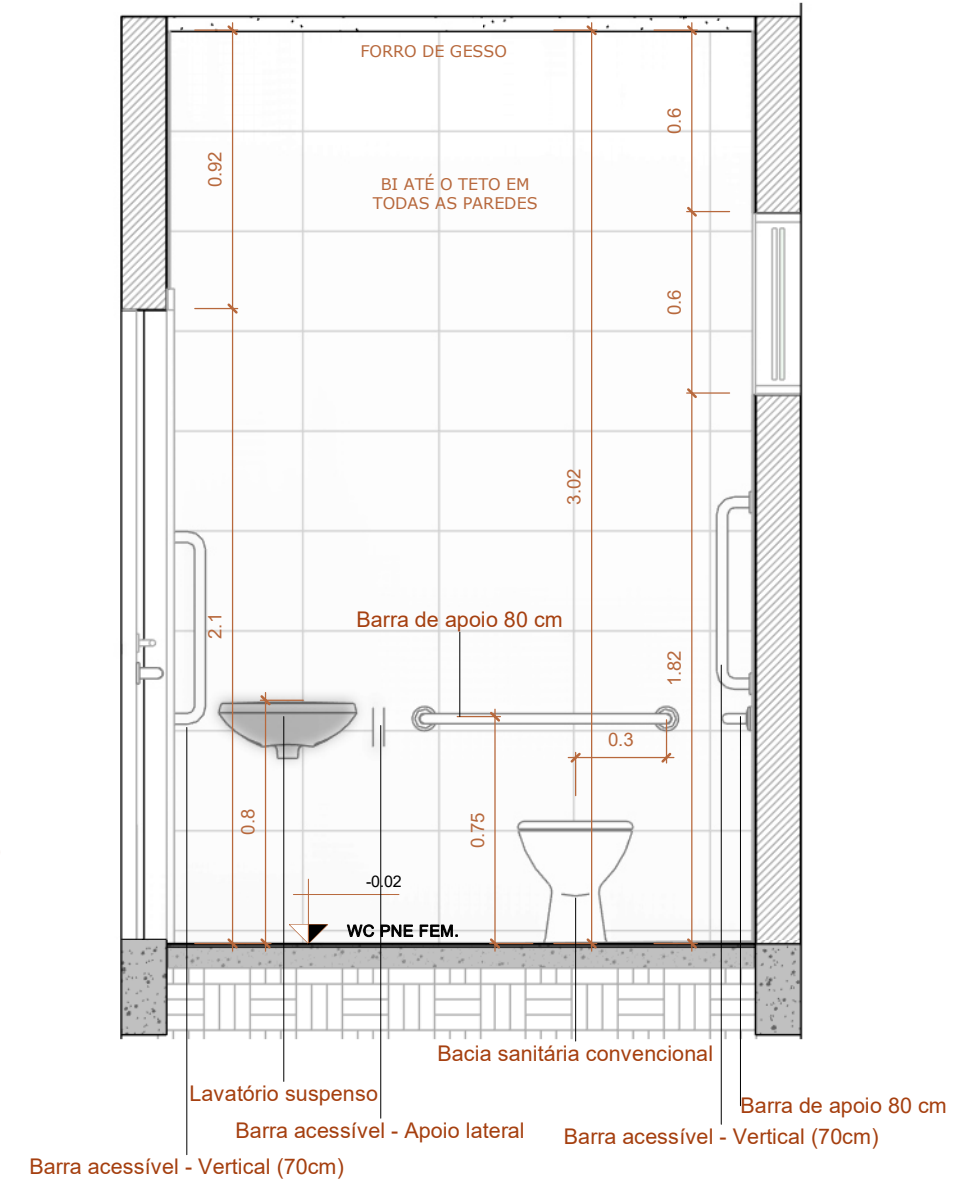 FORRO DE GESSO
0.6
0.92
BI ATÉ O TETO EM
TODAS AS PAREDES
0.6
3.02
2.1
Barra de apoio 80 cm
1.82
0.3
0.8
0.75
-0.02
WC PNE FEM.
Bacia sanitária convencional
Lavatório suspenso
Barra de apoio 80 cm
Barra acessível - Apoio lateral
Barra acessível - Vertical (70cm)
Barra acessível - Vertical (70cm)